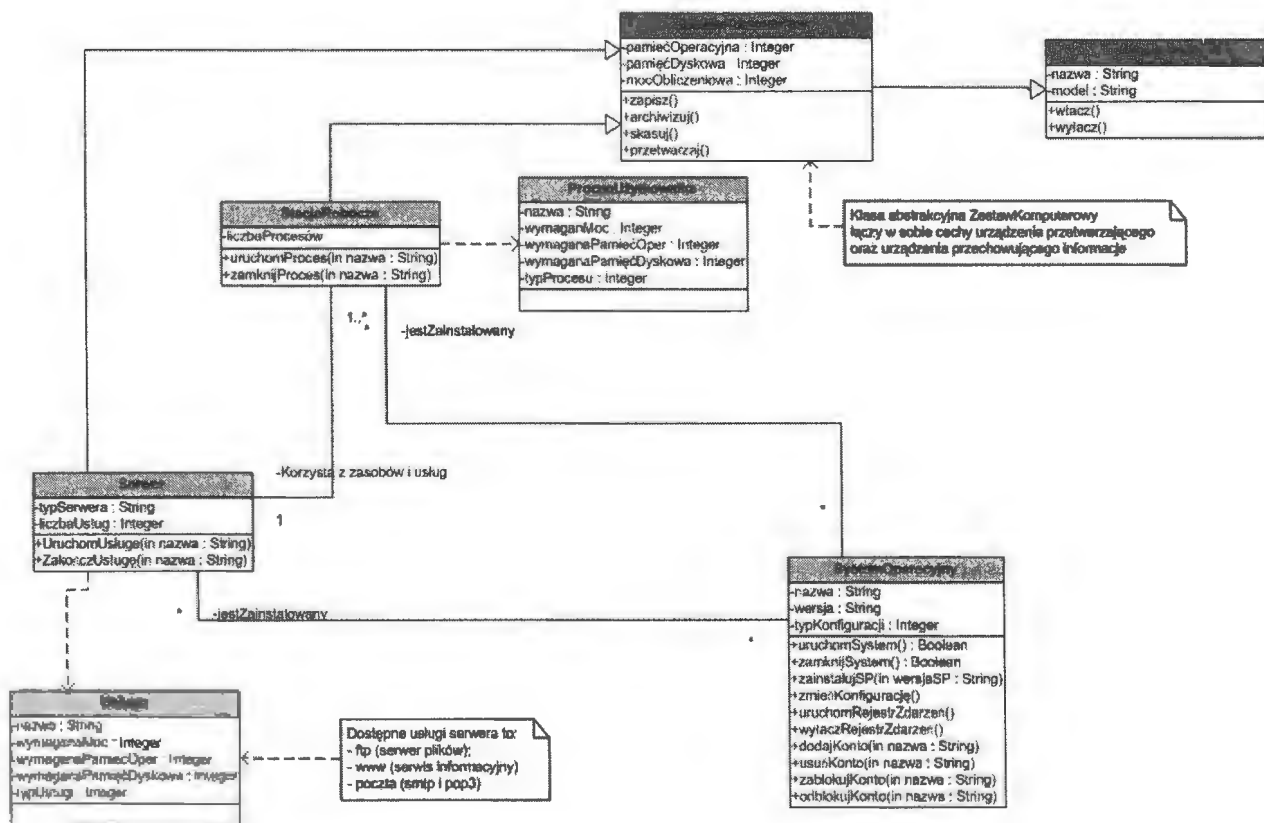 -pamięćOperacyjna : Integer
-pamięćDyskowa : Integer
-mocObliczeniowa : Integer
+zapisz()
+archiwizuj()
+skasuj()
+przetwarzaj()
-nazwa : String
-model : String
+włacz()
+wyłacz()
StacjaRobocza
-liczbaProcesów
+uruchomProces(in nazwa : String)
+zamknijProces(in nazwa : String)
ProcesUżytkownika
-nazwa : String
-wymaganMoc : Integer
-wymaganaPamiećOper : Integer
-wymaganaPamięćDyskowa : Integer
-typProcesu : Integer
Klasa abstrakcyjna ZestawKomputerowy
łączy w sobie cechy urządzenia przetwarzającego
oraz urządzenia przechowującego informacje
1..*
*
-jestZainstalowany
-Korzysta z zasobów i usług
1
Serwer
-typSerwera : String
-liczbaUsług : Integer
+UruchomUsługę(in nazwa : String)
+ZakończUsługę(in nazwa : String)
*
-jestZainstalowany
*
*
SystemOperacyjny
-nazwa : String
-wersja : String
-typKonfiguracji : Integer
+uruchomSystem() : Boolean
+zamknijSystem() : Boolean
+zainstalujSP(in wersjaSP : String)
+zmieńKonfigurację()
+uruchomRejestrZdarzeń()
+wyłaczRejestrZdarzeń()
+dodajKonto(in nazwa : String)
+usunKonto(in nazwa : String)
+zablokujKonto(in nazwa : String)
+odblokujKonto(in nazwa : String)
Usługa
-nazwa : String
-wymaganaMoc : Integer
-wymaganaPamiecOper : Integer
-wymaganaPamięćDyskowa : Integer
-typUsługi : Integer
Dostępne usługi serwera to:
- ftp (serwer plików);
- www (serwis informacyjny)
- poczta (smtp i pop3)